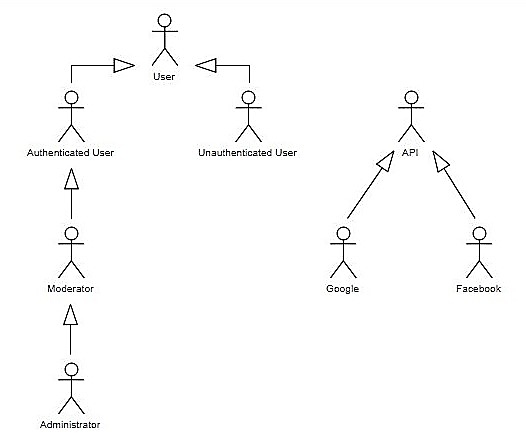 User
Authenticated User
Unauthenticated User
API
Moderator
Google
Facebook
Administrator